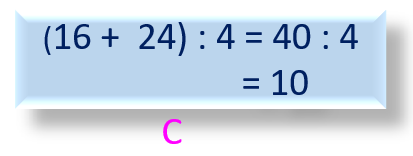 (16 + 24) : 4 = 40 : 4
= 10
C